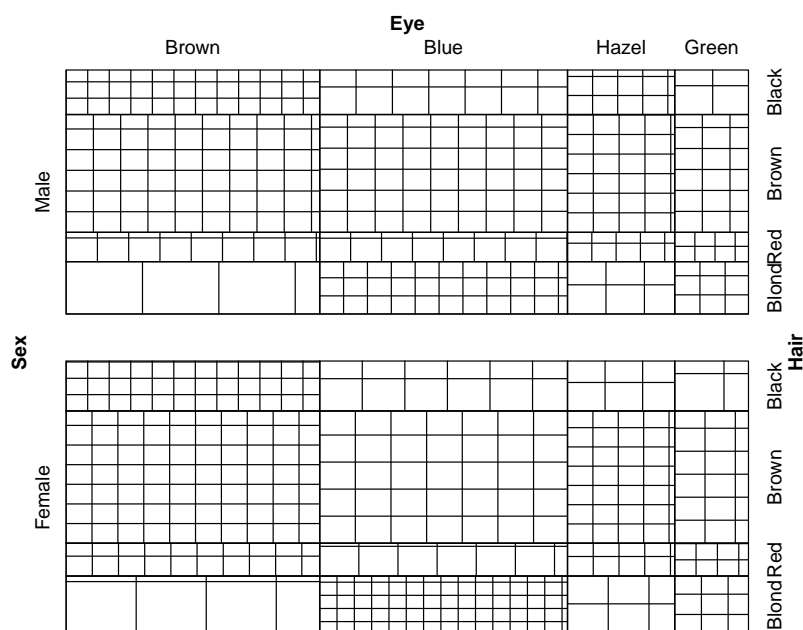 Eye
Brown Blue Hazel Green
Sex
Male
Female
Hair
Black
Brown
Red
Blond
Black
Brown
Red
Blond